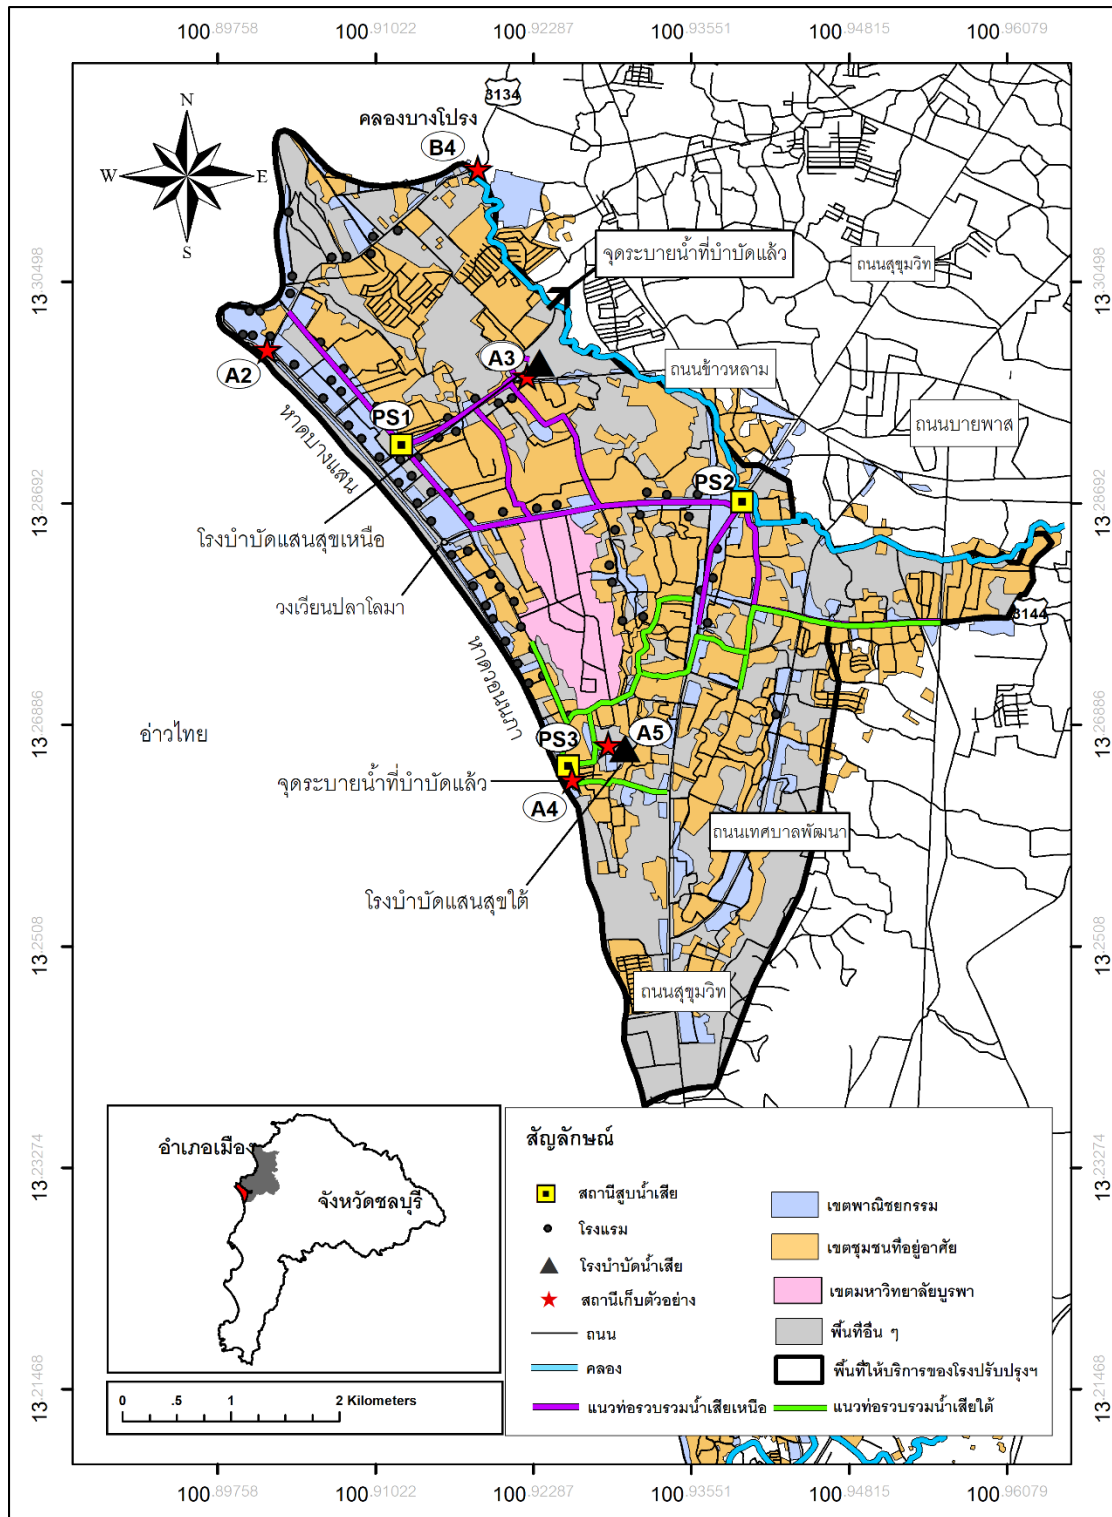 100.89758 100.91022 100.92287 100.93551 100.94815 100.96079
3134
คลองบางโปรง
B4
N
W E
S
จุดระบายน้ำที่บำบัดแล้ว
ถนนสุขุมวิท
13.30498 13.30498
A3
A2
ถนนข้าวหลาม
PS1
หาดบางแสน
ถนนบายพาส
PS2
13.28692 13.28692
โรงบำบัดแสนสุขเหนือ
วงเวียนปลาโลมา
3144
หาดวอนนภา
13.26886 13.26886
อ่าวไทย
PS3
A5
จุดระบายน้ำที่บำบัดแล้ว
A4
ถนนเทศบาลพัฒนา
โรงบำบัดแสนสุขใต้
13.2508 13.2508
ถนนสุขุมวิท
อำเภอเมือง
จังหวัดชลบุรี
13.23274 13.23274
สัญลักษณ์
สถานีสูบน้ำเสีย
โรงแรม
โรงบำบัดน้ำเสีย
สถานีเก็บตัวอย่าง
ถนน
คลอง
แนวท่อรวบรวมน้ำเสียเหนือ
เขตพาณิชยกรรม
เขตชุมชนที่อยู่อาศัย
เขตมหาวิทยาลัยบูรพา
พื้นที่อื่น ๆ
พื้นที่ให้บริการของโรงปรับปรุงฯ
แนวท่อรวบรวมน้ำเสียใต้
0 .5 1 2 Kilometers
13.21468 13.21468
100.89758 100.91022 100.92287 100.93551 100.94815 100.96079